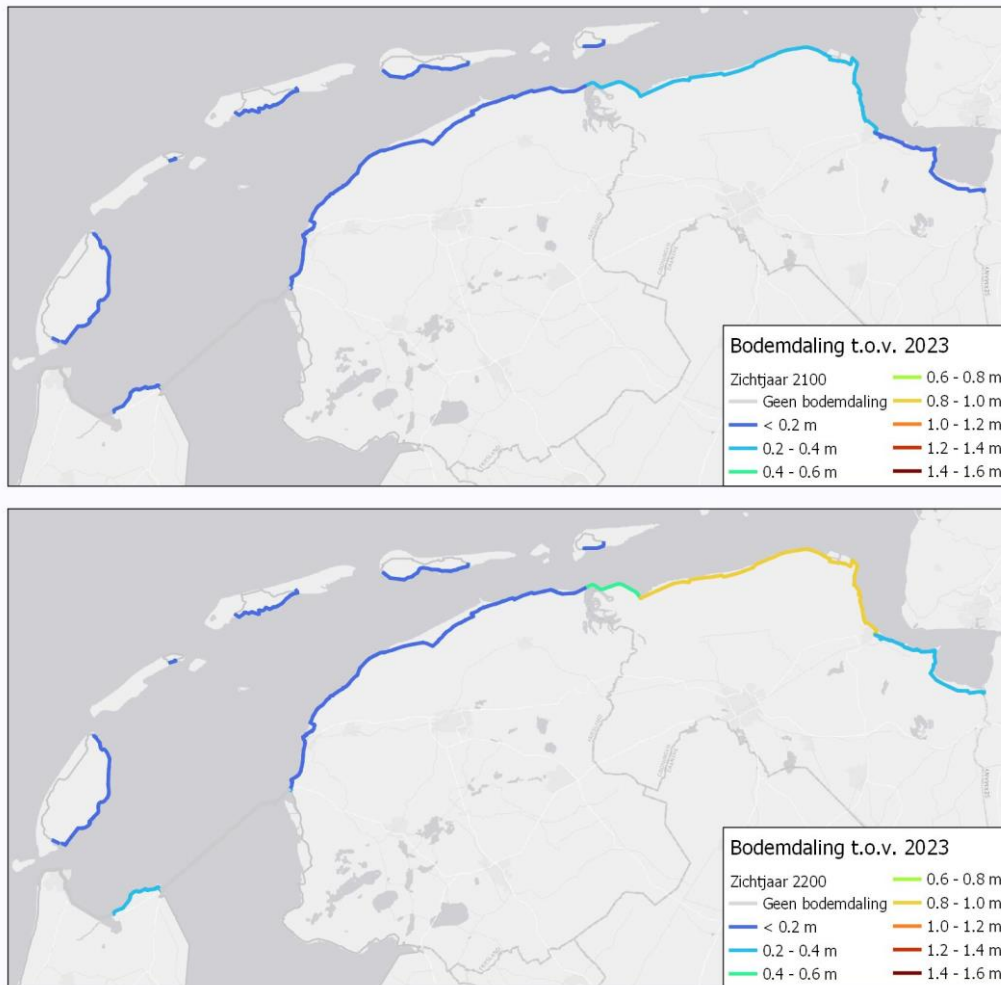 Bodemdaling t.o.v. 2023
Zichtjaar 2100
Geen bodemdaling
< 0.2 m
0.2 - 0.4 m
0.4 - 0.6 m
0.6 - 0.8 m
0.8 - 1.0 m
1.0 - 1.2 m
1.2 - 1.4 m
1.4 - 1.6 m
Bodemdaling t.o.v. 2023
Zichtjaar 2200
Geen bodemdaling
< 0.2 m
0.2 - 0.4 m
0.4 - 0.6 m
0.6 - 0.8 m
0.8 - 1.0 m
1.0 - 1.2 m
1.2 - 1.4 m
1.4 - 1.6 m